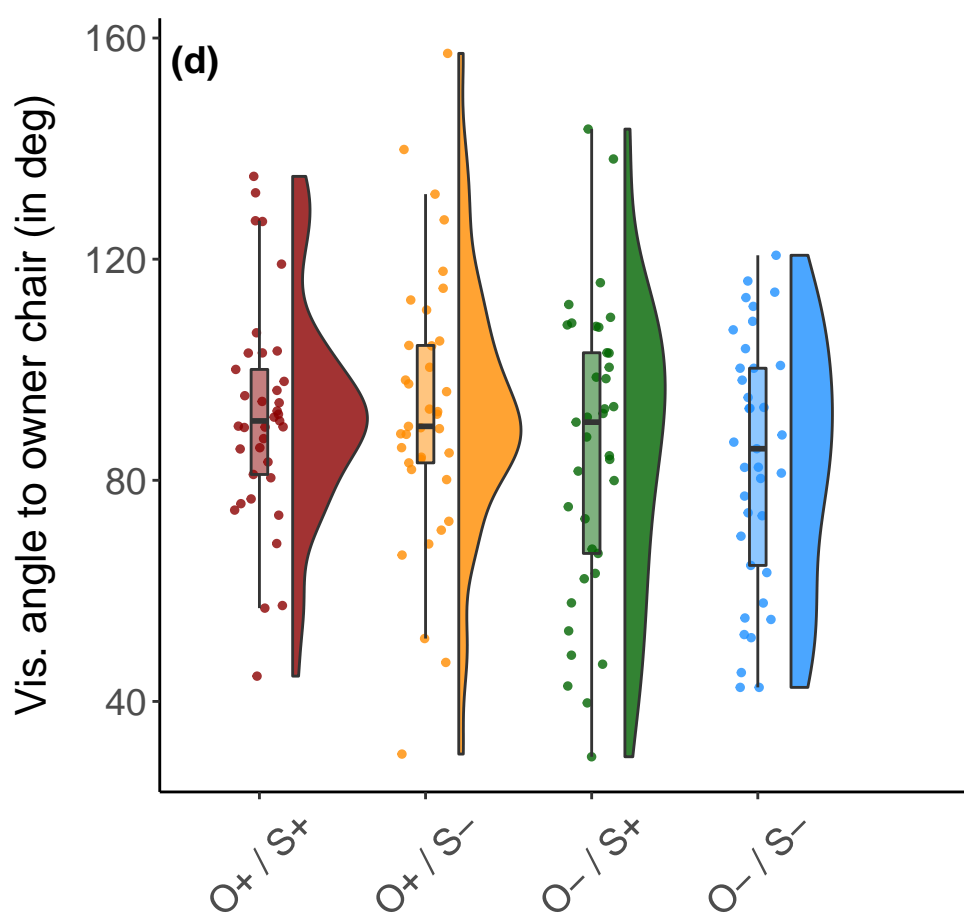 (d)
Vis. angle to owner chair (in deg)
160
120
80
40
O+ / S+
O+ / S−
O− / S+
O− / S−